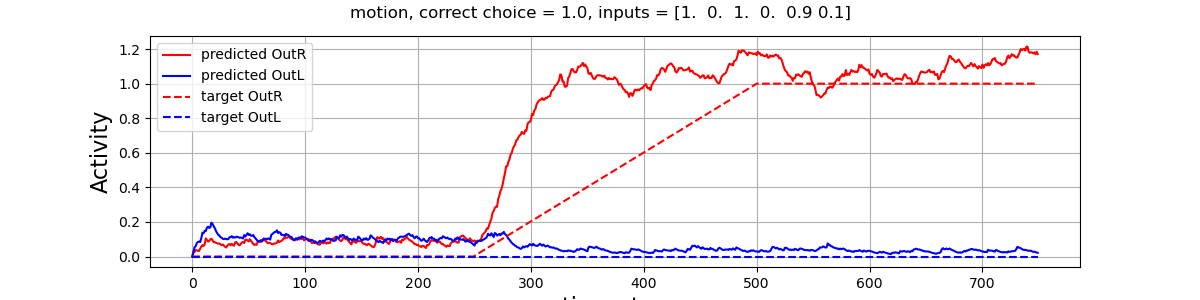 motion, correct choice = 1.0, inputs = [1. 0. 1. 0. 0.9 0.1]
predicted OutR
predicted OutL
target OutR
target OutL
Activity
1.2
1.0
0.8
0.6
0.4
0.2
0.0
0 100 200 300 400 500 600 700